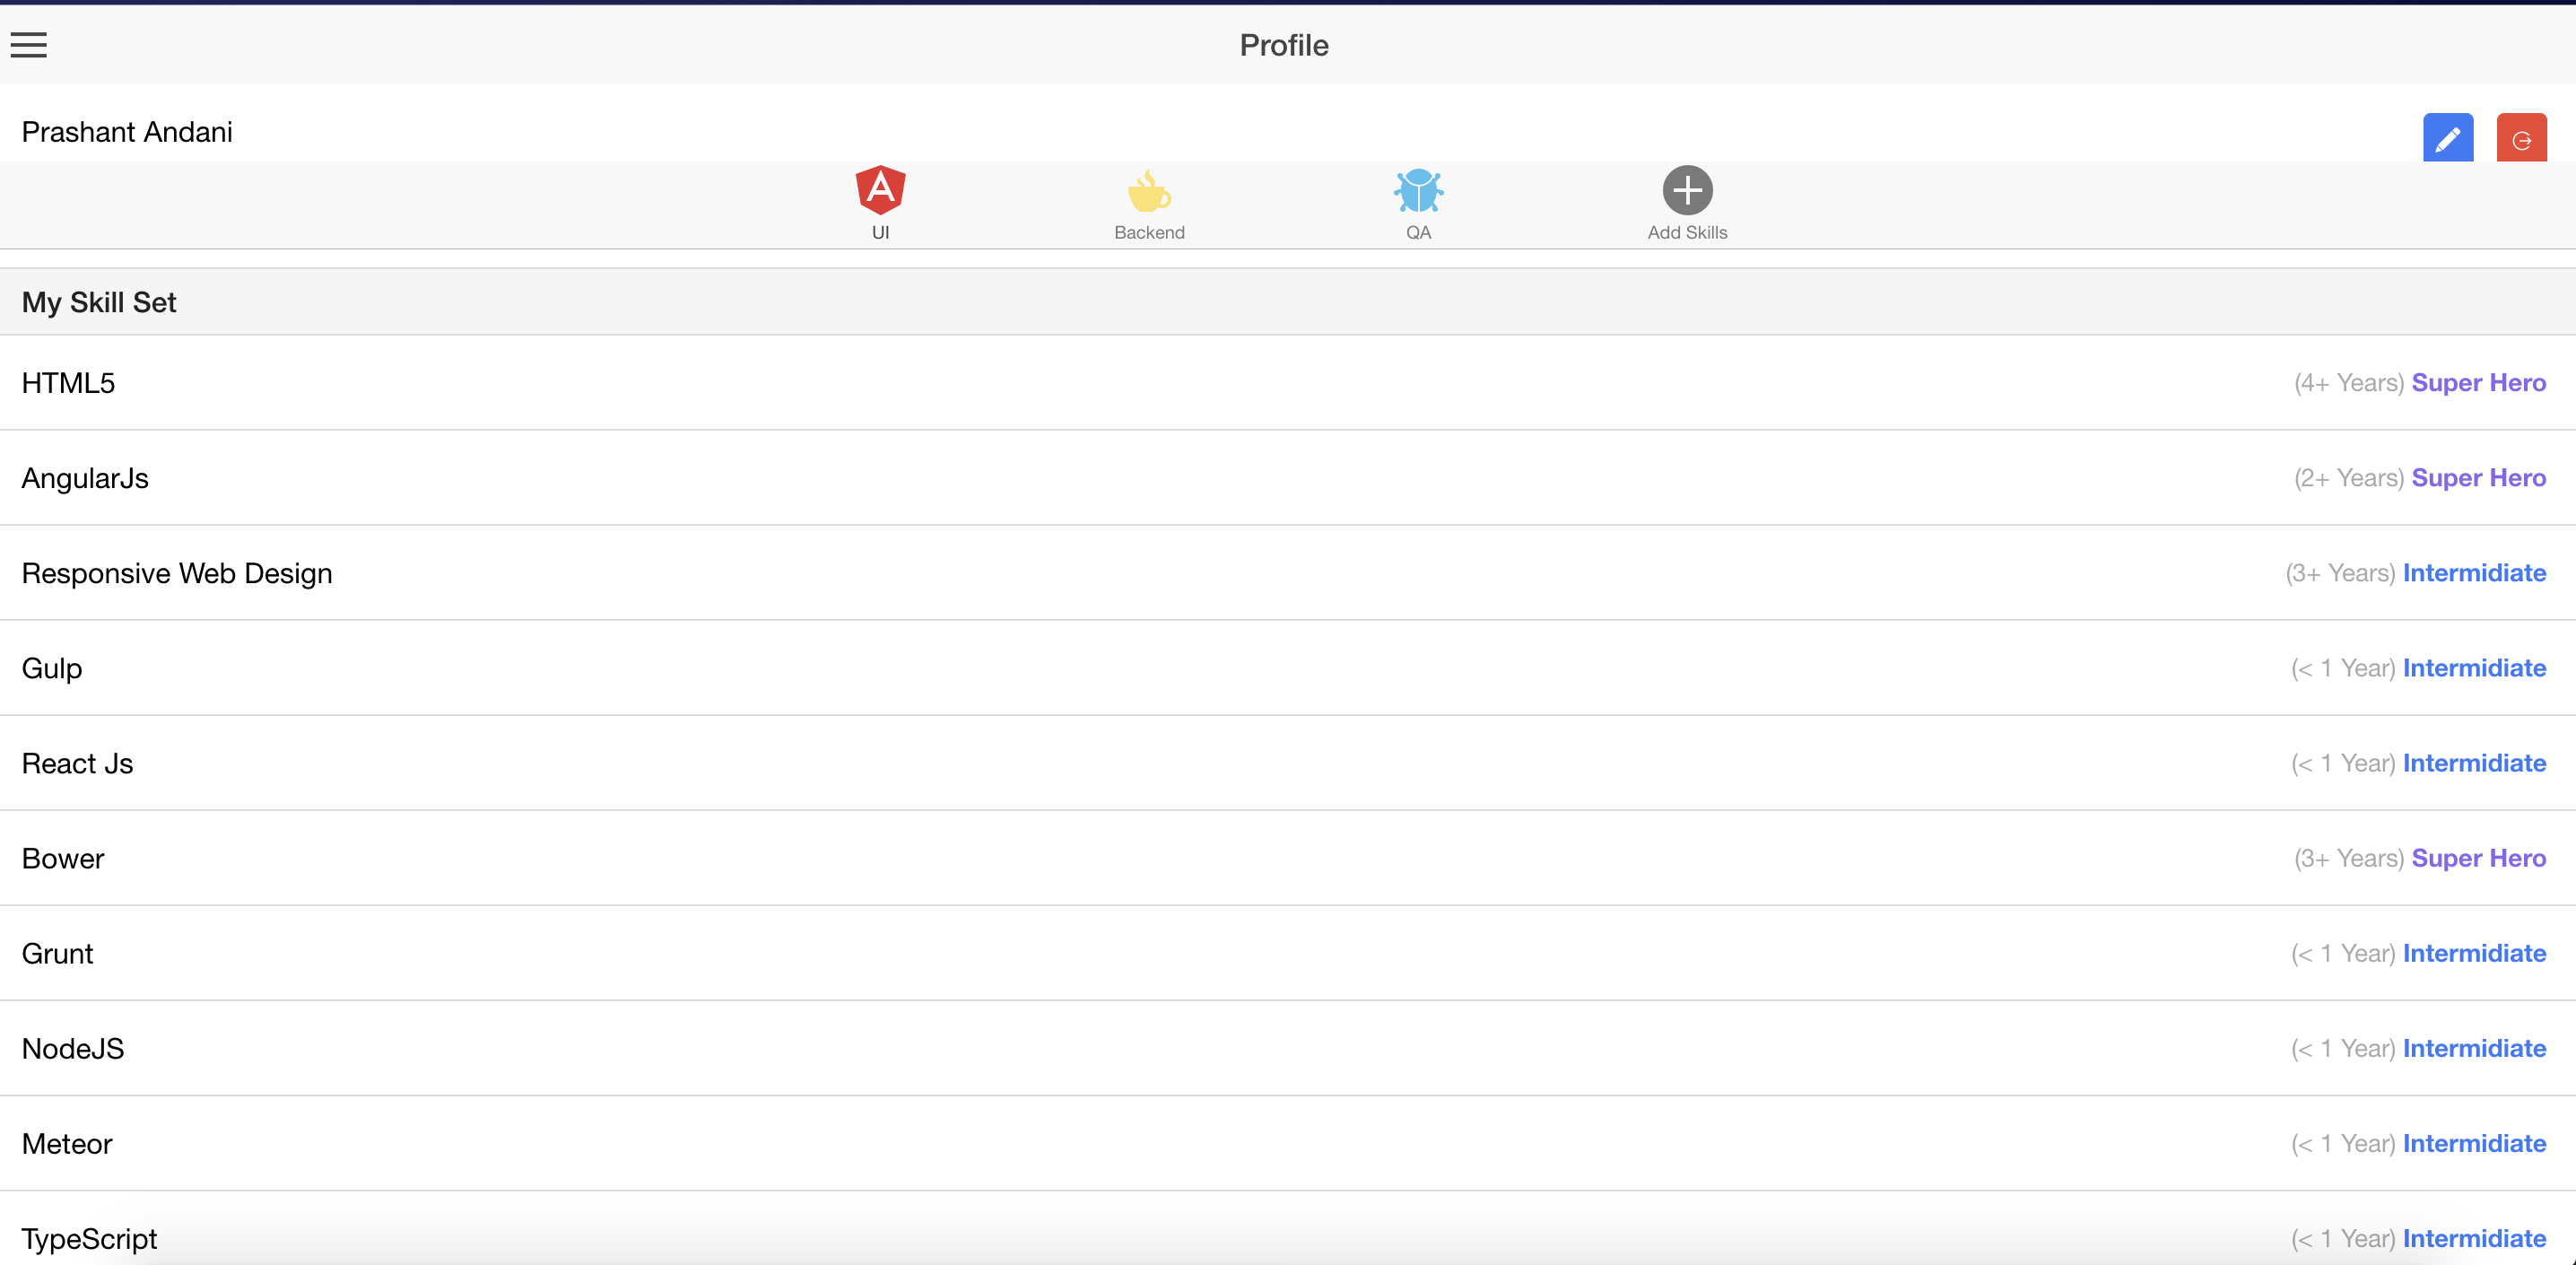 Profile
Prashant Andani
UI Backend QA Add Skills
My Skill Set
HTML5 (4+ Years) Super Hero
AngularJs (2+ Years) Super Hero
Responsive Web Design (3+ Years) Intermidiate
Gulp (< 1 Year) Intermidiate
React Js (< 1 Year) Intermidiate
Bower (3+ Years) Super Hero
Grunt (< 1 Year) Intermidiate
NodeJS (< 1 Year) Intermidiate
Meteor (< 1 Year) Intermidiate
TypeScript (< 1 Year) Intermidiate